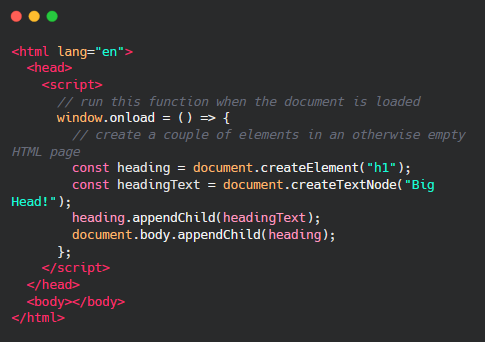 <html lang="en">
  <head>
    <script>
      // run this function when the document is loaded
      window.onload = () => {
        // create a couple of elements in an otherwise empty
HTML page
        const heading = document.createElement("h1");
        const headingText = document.createTextNode("Big
Head!");
        heading.appendChild(headingText);
        document.body.appendChild(heading);
      };
    </script>
  </head>
  <body></body>
</html>